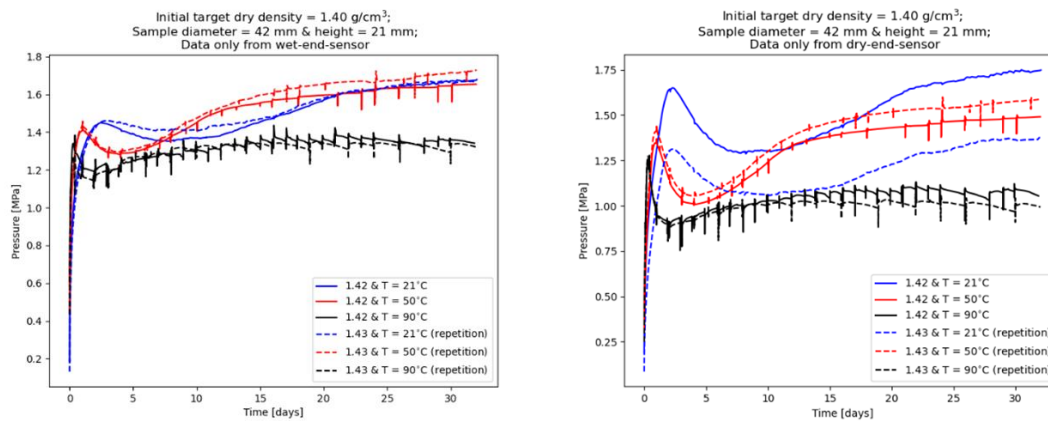 Initial target dry density = 1.40 g/cm³;
Sample diameter = 42 mm & height = 21 mm;
Data only from wet-end-sensor
1.8
1.6
1.4
1.2
1.0
0.8
0.6
0.4
0.2
Pressure [MPa]
1.42 & T = 21°C
1.42 & T = 50°C
1.42 & T = 90°C
1.43 & T = 21°C (repetition)
1.43 & T = 50°C (repetition)
1.43 & T = 90°C (repetition)
0 5 10 15 20 25 30
Time [days]
Initial target dry density = 1.40 g/cm³;
Sample diameter = 42 mm & height = 21 mm;
Data only from dry-end-sensor
1.75
1.50
1.25
1.00
0.75
0.50
0.25
Pressure [MPa]
1.42 & T = 21°C
1.42 & T = 50°C
1.42 & T = 90°C
1.43 & T = 21°C (repetition)
1.43 & T = 50°C (repetition)
1.43 & T = 90°C (repetition)
0 5 10 15 20 25 30
Time [days]